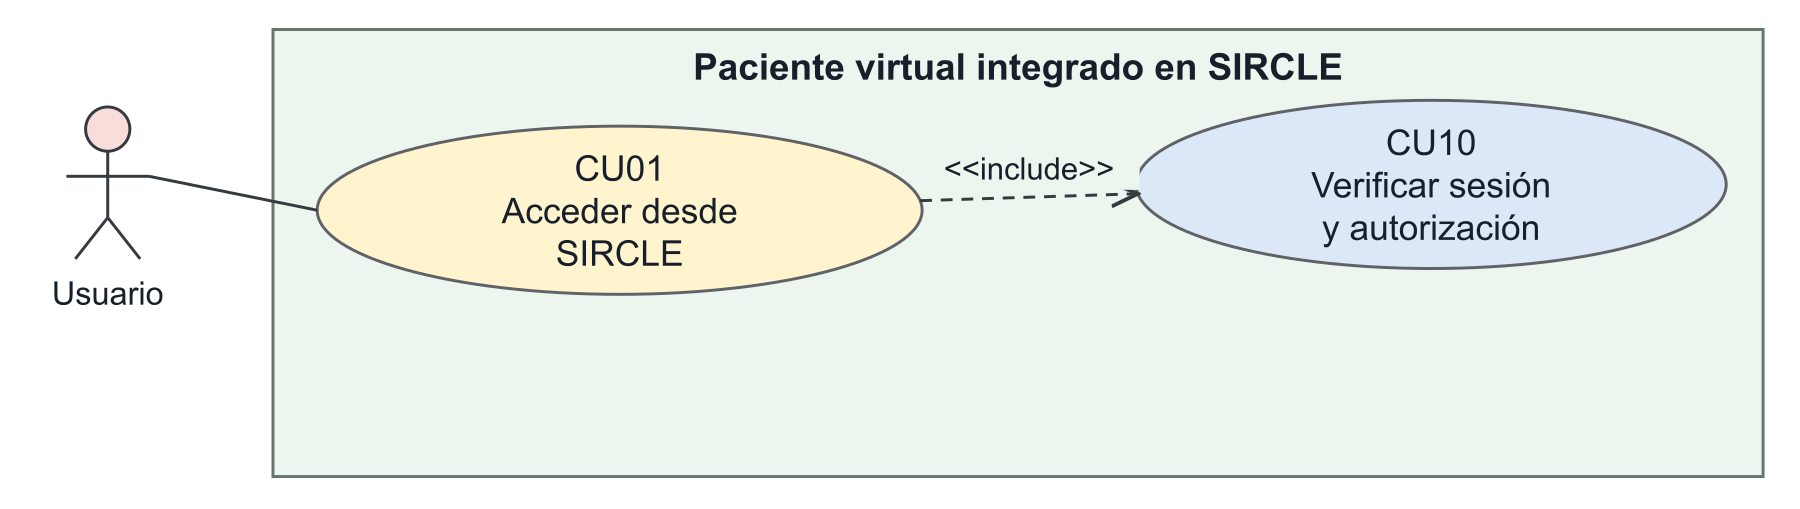 Paciente virtual integrado en SIRCLE
CU01
Acceder desde
SIRCLE
<<include>>
CU10
Verificar sesión
y autorización
Usuario